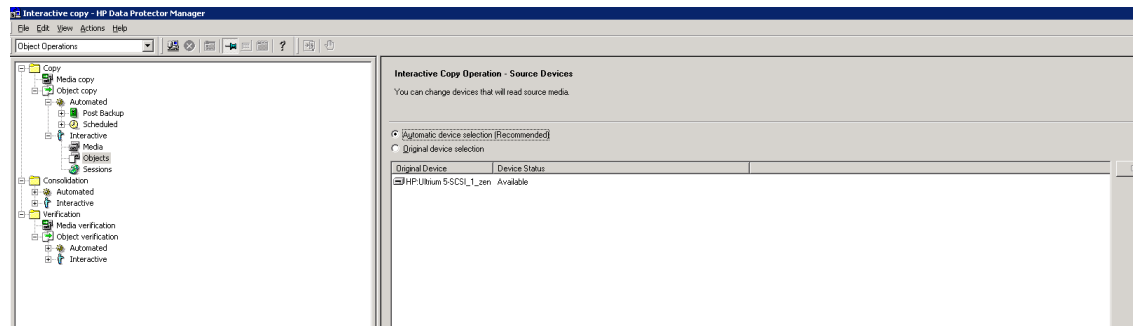 Interactive copy - HP Data Protector Manager
File Edit View Actions Help
Object Operations
Copy
Media copy
Object copy
Automated
Post Backup
Scheduled
Interactive
Media
Objects
Sessions
Consolidation
Automated
Interactive
Verification
Media verification
Object verification
Automated
Interactive
Interactive Copy Operation - Source Devices
You can change devices that will read source media.
Automatic device selection (Recommended)
Original device selection
Original Device Device Status
HP:Ultrium 5-SCSI_1_zen Available